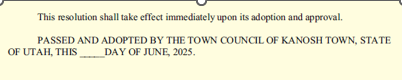 This resolution shall take effect immediately upon its adoption and approval.
PASSED AND ADOPTED BY THE TOWN COUNCIL OF KANOSH TOWN, STATE
OF UTAH, THIS _____DAY OF JUNE, 2025.